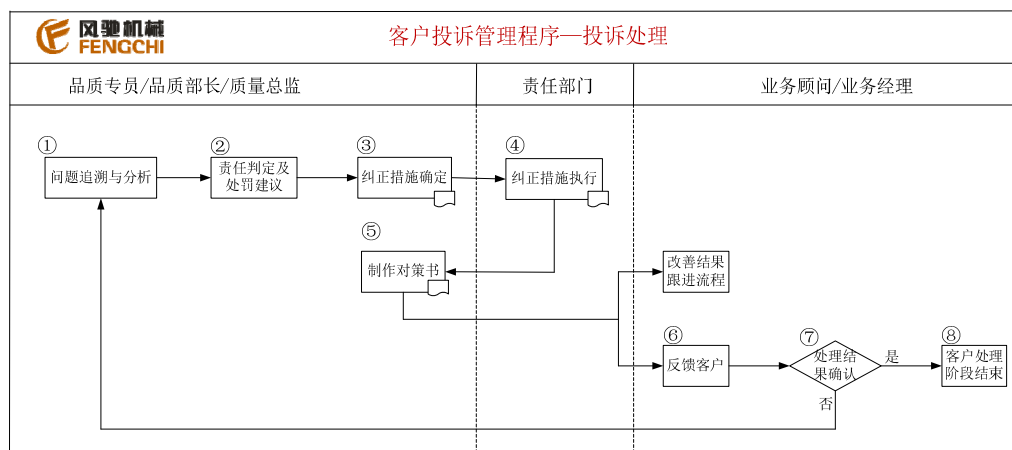 风驰机械
FENGCHI
客户投诉管理程序—投诉处理
品质专员/品质部长/质量总监
责任部门
业务顾问/业务经理
①
问题追溯与分析
②
责任判定及
处罚建议
③
纠正措施确定
④
纠正措施执行
⑤
制作对策书
改善结果
跟进流程
⑥
反馈客户
⑦
处理结
果确认
是
否
⑧
客户处理
阶段结束